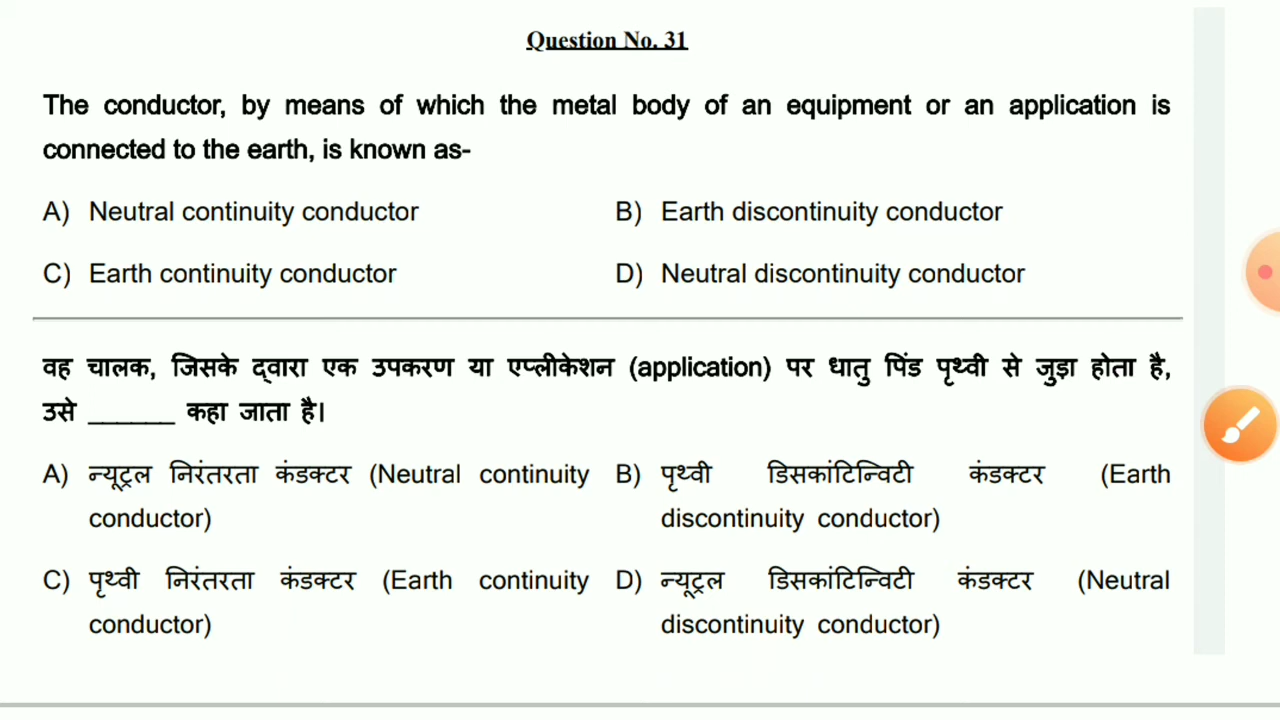 Question No. 31
The conductor, by means of which the metal body of an equipment or an application is
connected to the earth, is known as-
A) Neutral continuity conductor B) Earth discontinuity conductor
C) Earth continuity conductor D) Neutral discontinuity conductor
वह चालक, जिसके द्वारा एक उपकरण या एप्लीकेशन (application) पर धातु पिंड पृथ्वी से जुड़ा होता है,
उसे ______ कहा जाता है।
A) न्यूट्रल निरंतरता कंडक्टर (Neutral continuity B) पृथ्वी डिसकांटिन्विटी कंडक्टर (Earth
conductor) discontinuity conductor)
C) पृथ्वी निरंतरता कंडक्टर (Earth continuity D) न्यूट्रल डिसकांटिन्विटी कंडक्टर (Neutral
conductor) discontinuity conductor)